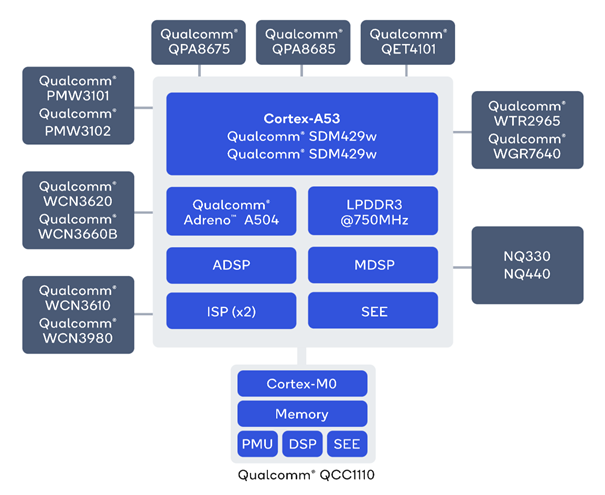 Qualcomm®
QPA8675
Qualcomm®
QPA8685
Qualcomm®
QET4101
Qualcomm®
PMW3101
Qualcomm®
PMW3102
Cortex-A53
Qualcomm® SDM429w
Qualcomm® SDM429w
Qualcomm®
WTR2965
Qualcomm®
WGR7640
Qualcomm®
WCN3620
Qualcomm®
WCN3660B
Qualcomm®
Adreno™ A504
LPDDR3
@750MHz
ADSP
MDSP
NQ330
NQ440
Qualcomm®
WCN3610
Qualcomm®
WCN3980
ISP (x2)
SEE
Cortex-M0
Memory
PMU
DSP
SEE
Qualcomm® QCC1110